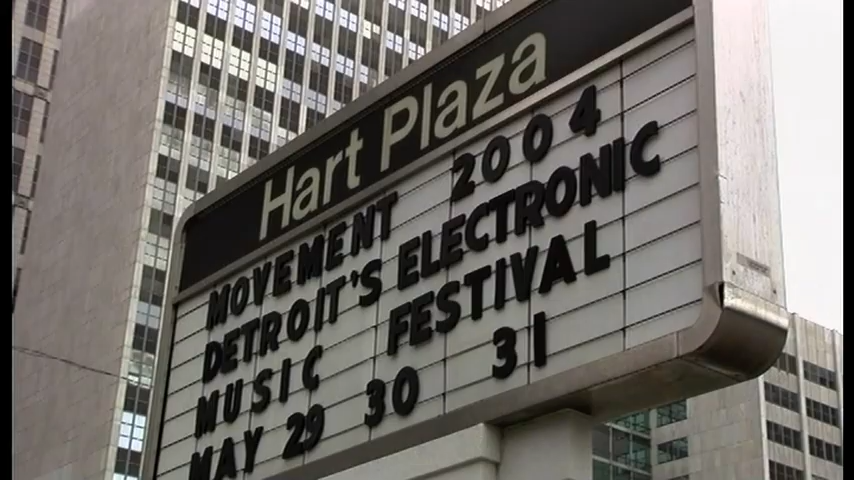 Hart Plaza
MOVEMENT 2004
DETROIT'S ELECTRONIC
MUSIC FESTIVAL
MAY 29 30 31